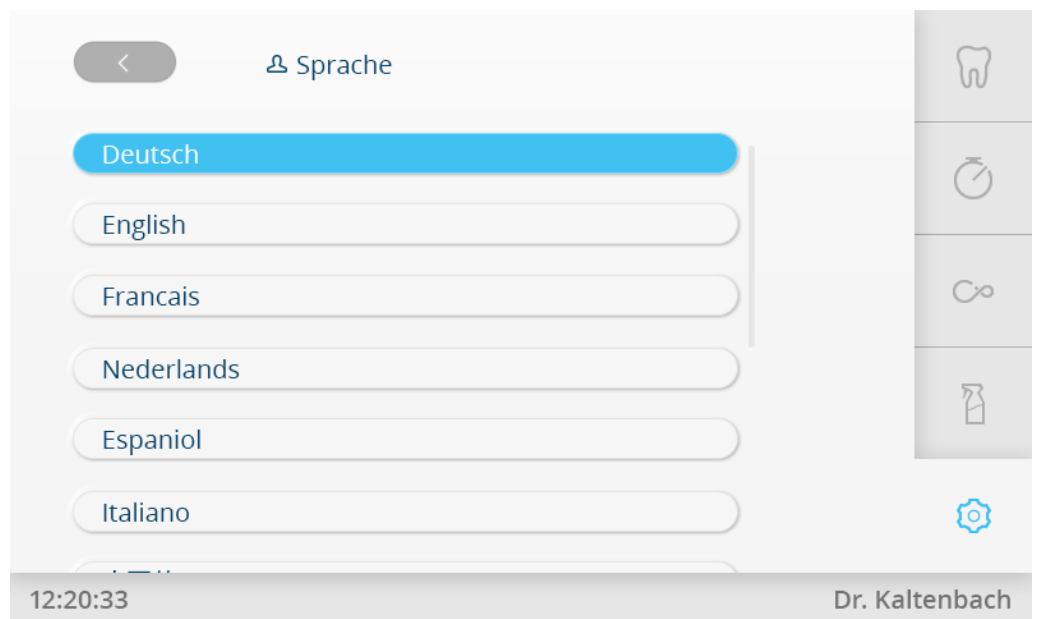 Sprache
Deutsch
English
Francais
Nederlands
Espaniol
Italiano
12:20:33
Dr. Kaltenbach